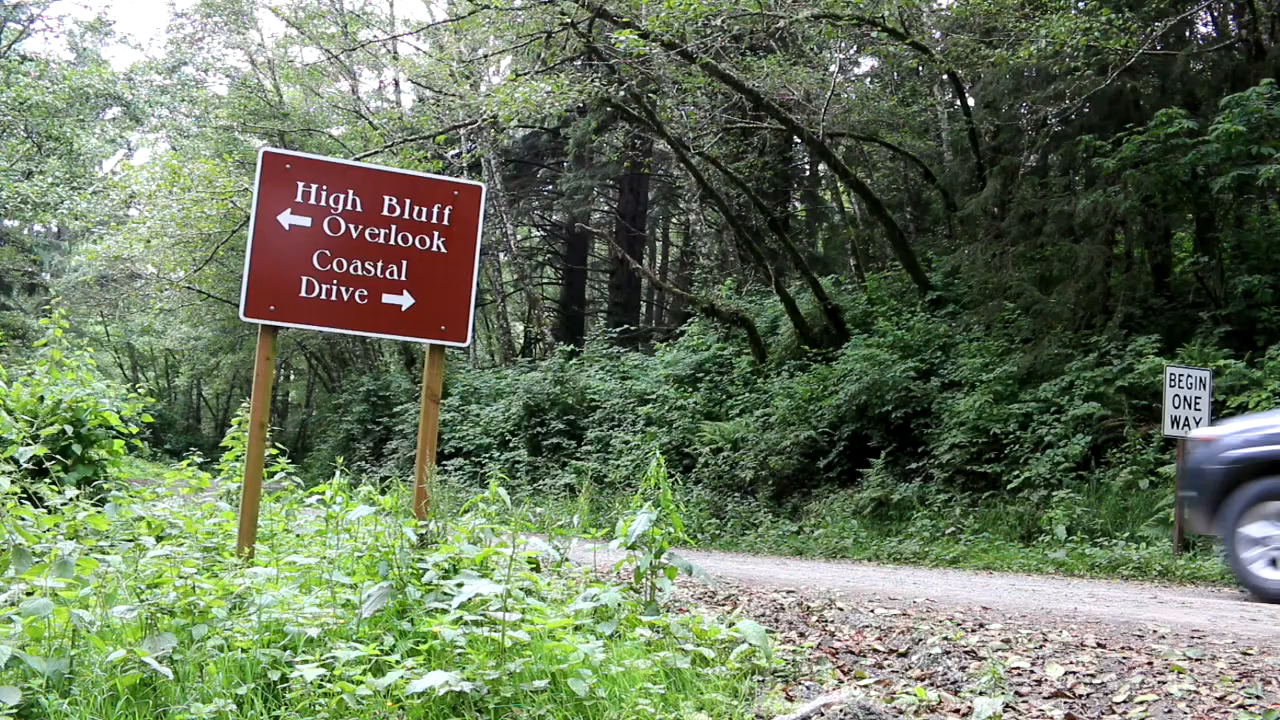 High Bluff
Overlook
Coastal
Drive
BEGIN
ONE
WAY